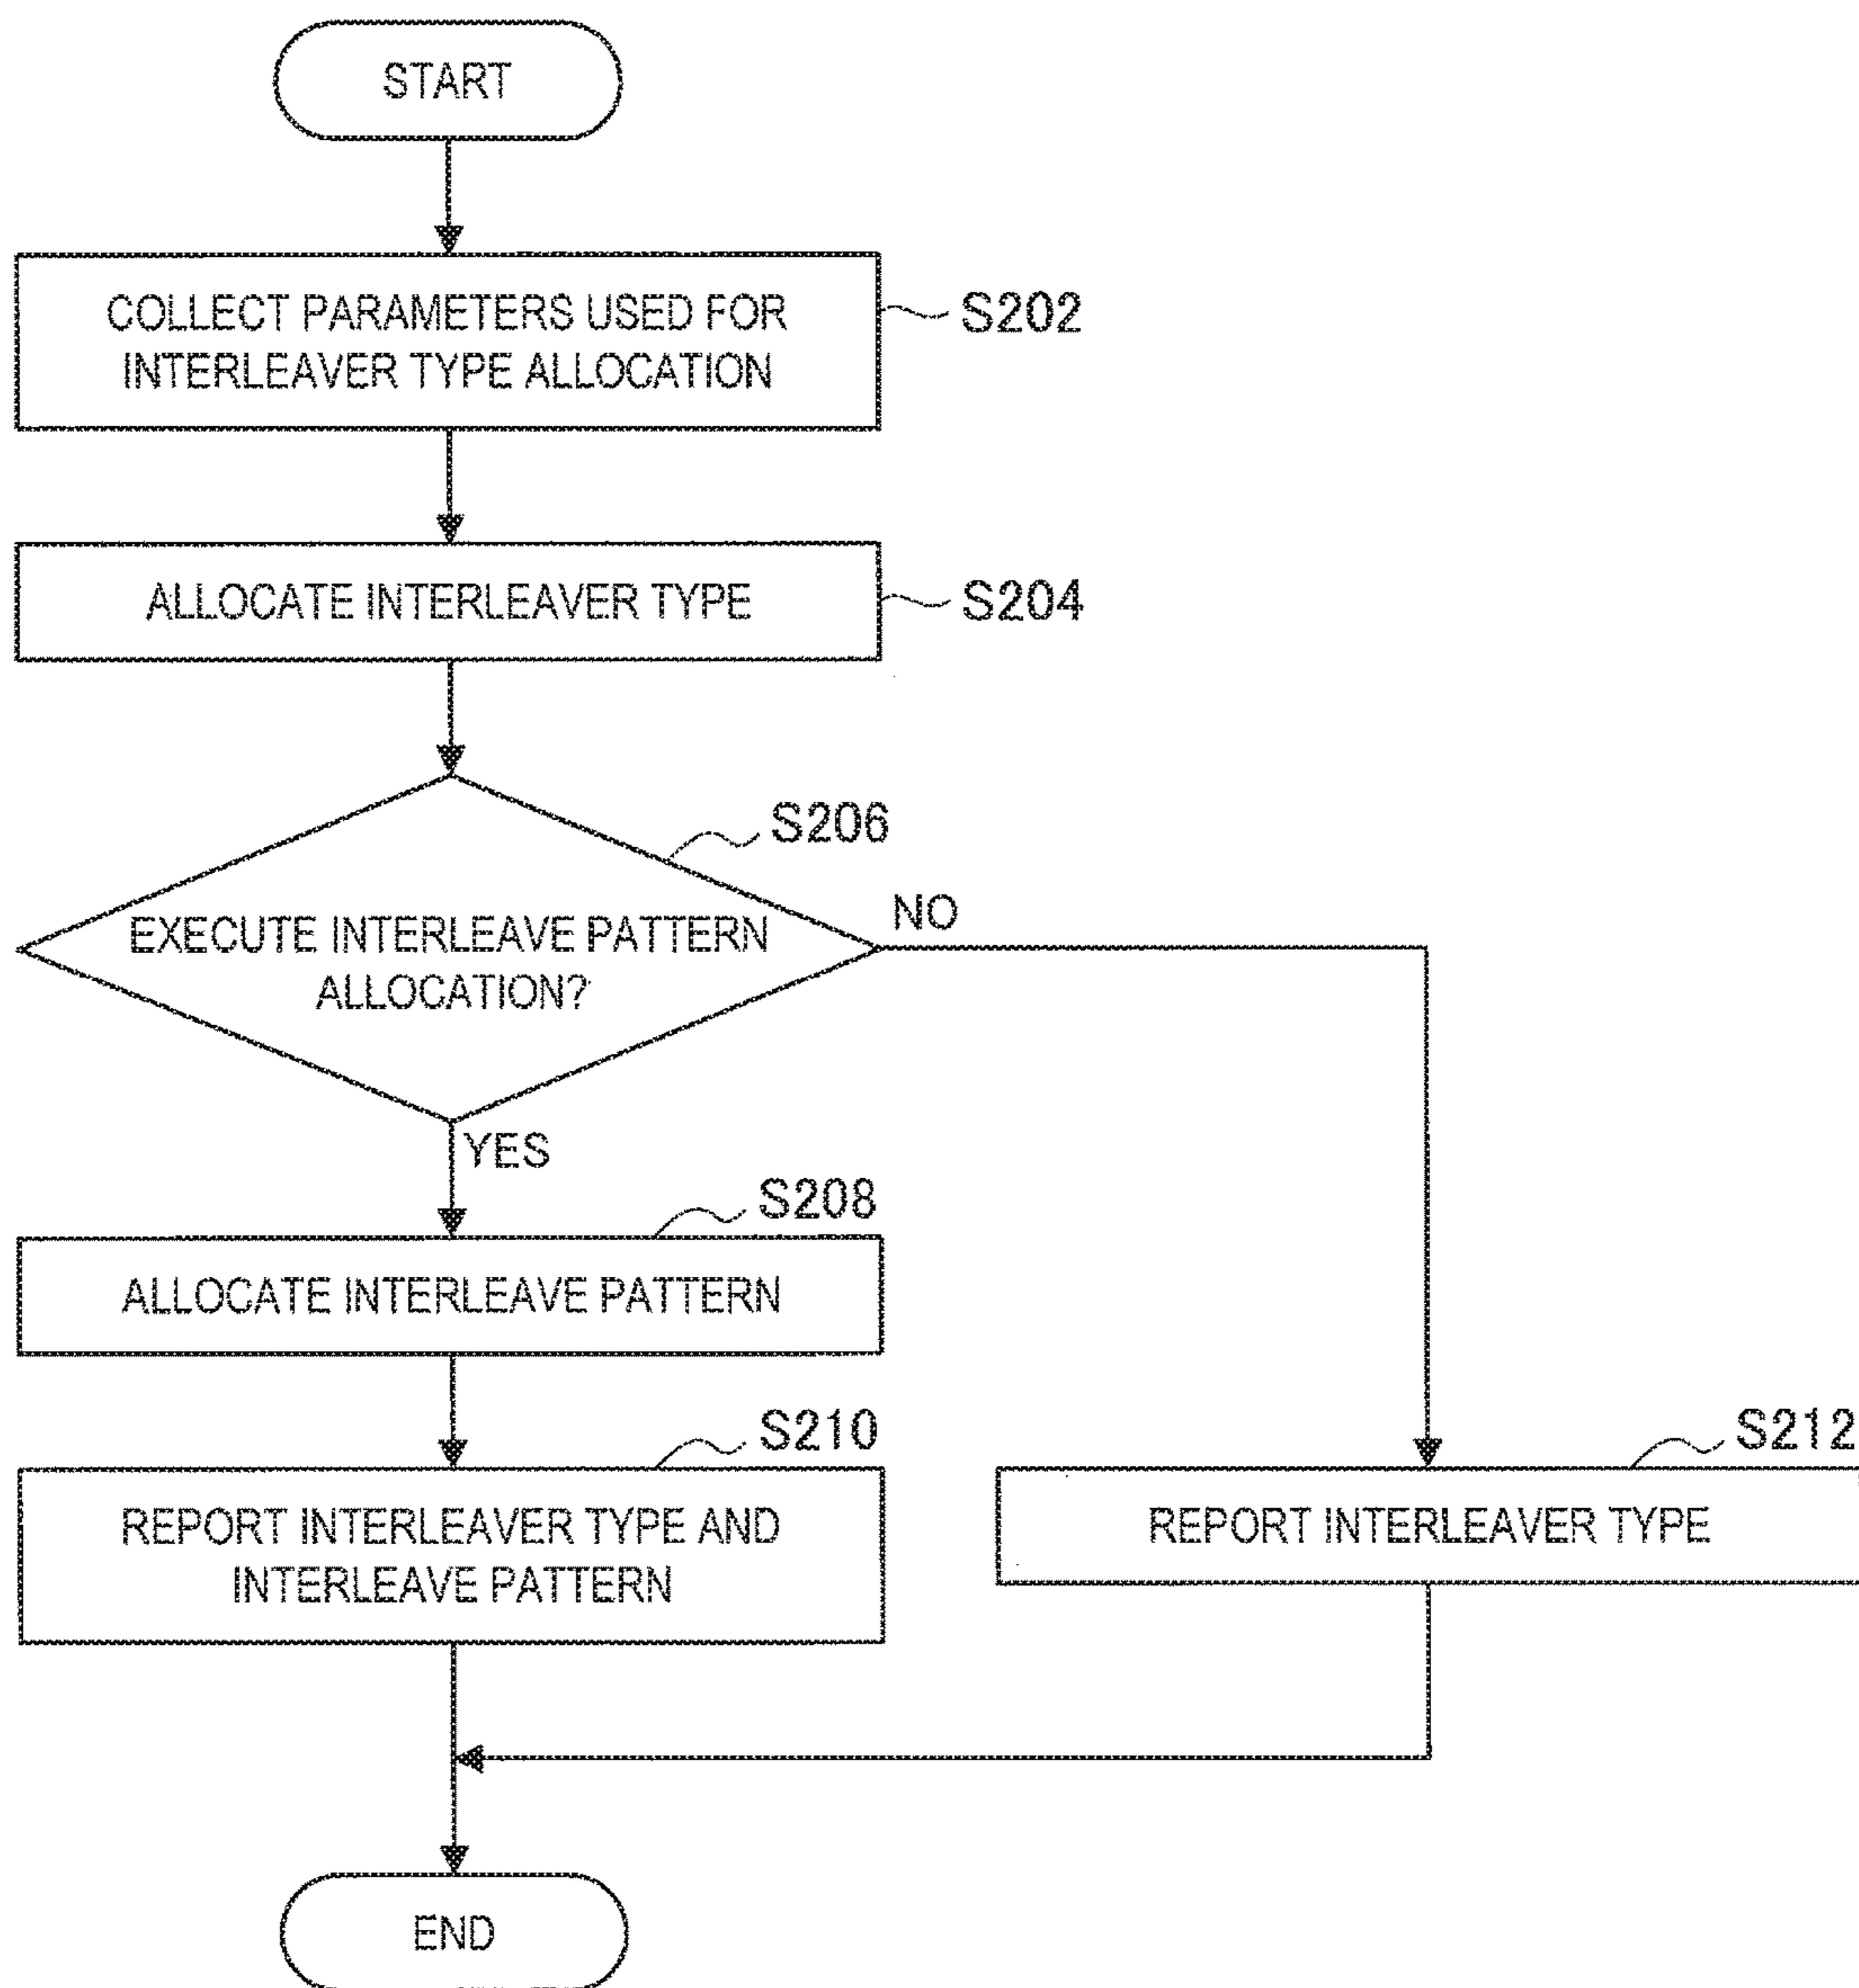 START
COLLECT PARAMETERS USED FOR
INTERLEAVER TYPE ALLOCATION
S202
ALLOCATE INTERLEAVER TYPE
S204
S206
EXECUTE INTERLEAVE PATTERN
ALLOCATION?
NO
YES
S208
ALLOCATE INTERLEAVE PATTERN
S210
REPORT INTERLEAVER TYPE AND
INTERLEAVE PATTERN
S212
REPORT INTERLEAVER TYPE
END